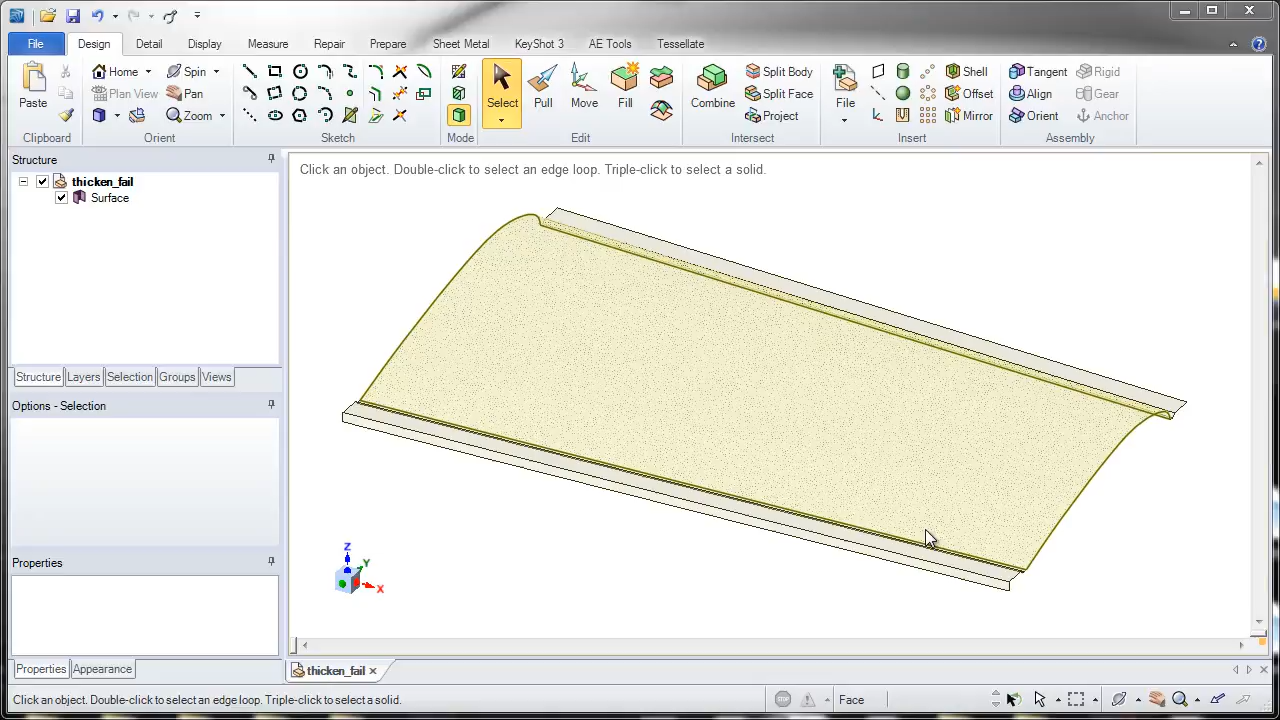 File Design Detail Display Measure Repair Prepare Sheet Metal KeyShot 3 AE Tools Tessellate
Home Spin Tangent Rigid
Split Body Shell
Plan View Pan Split Face Offset Align Gear
Paste Select Pull Move Fill Combine File
Zoom Project Mirror Orient Anchor
Clipboard Orient Sketch Mode Edit Intersect Insert Assembly
Structure
thicken_fail
Surface
Structure Layers Selection Groups Views
Options - Selection
Properties
Properties Appearance
Click an object. Double-click to select an edge loop. Triple-click to select a solid.
Z
Y
X
thicken_fail
Click an object. Double-click to select an edge loop. Triple-click to select a solid. Face